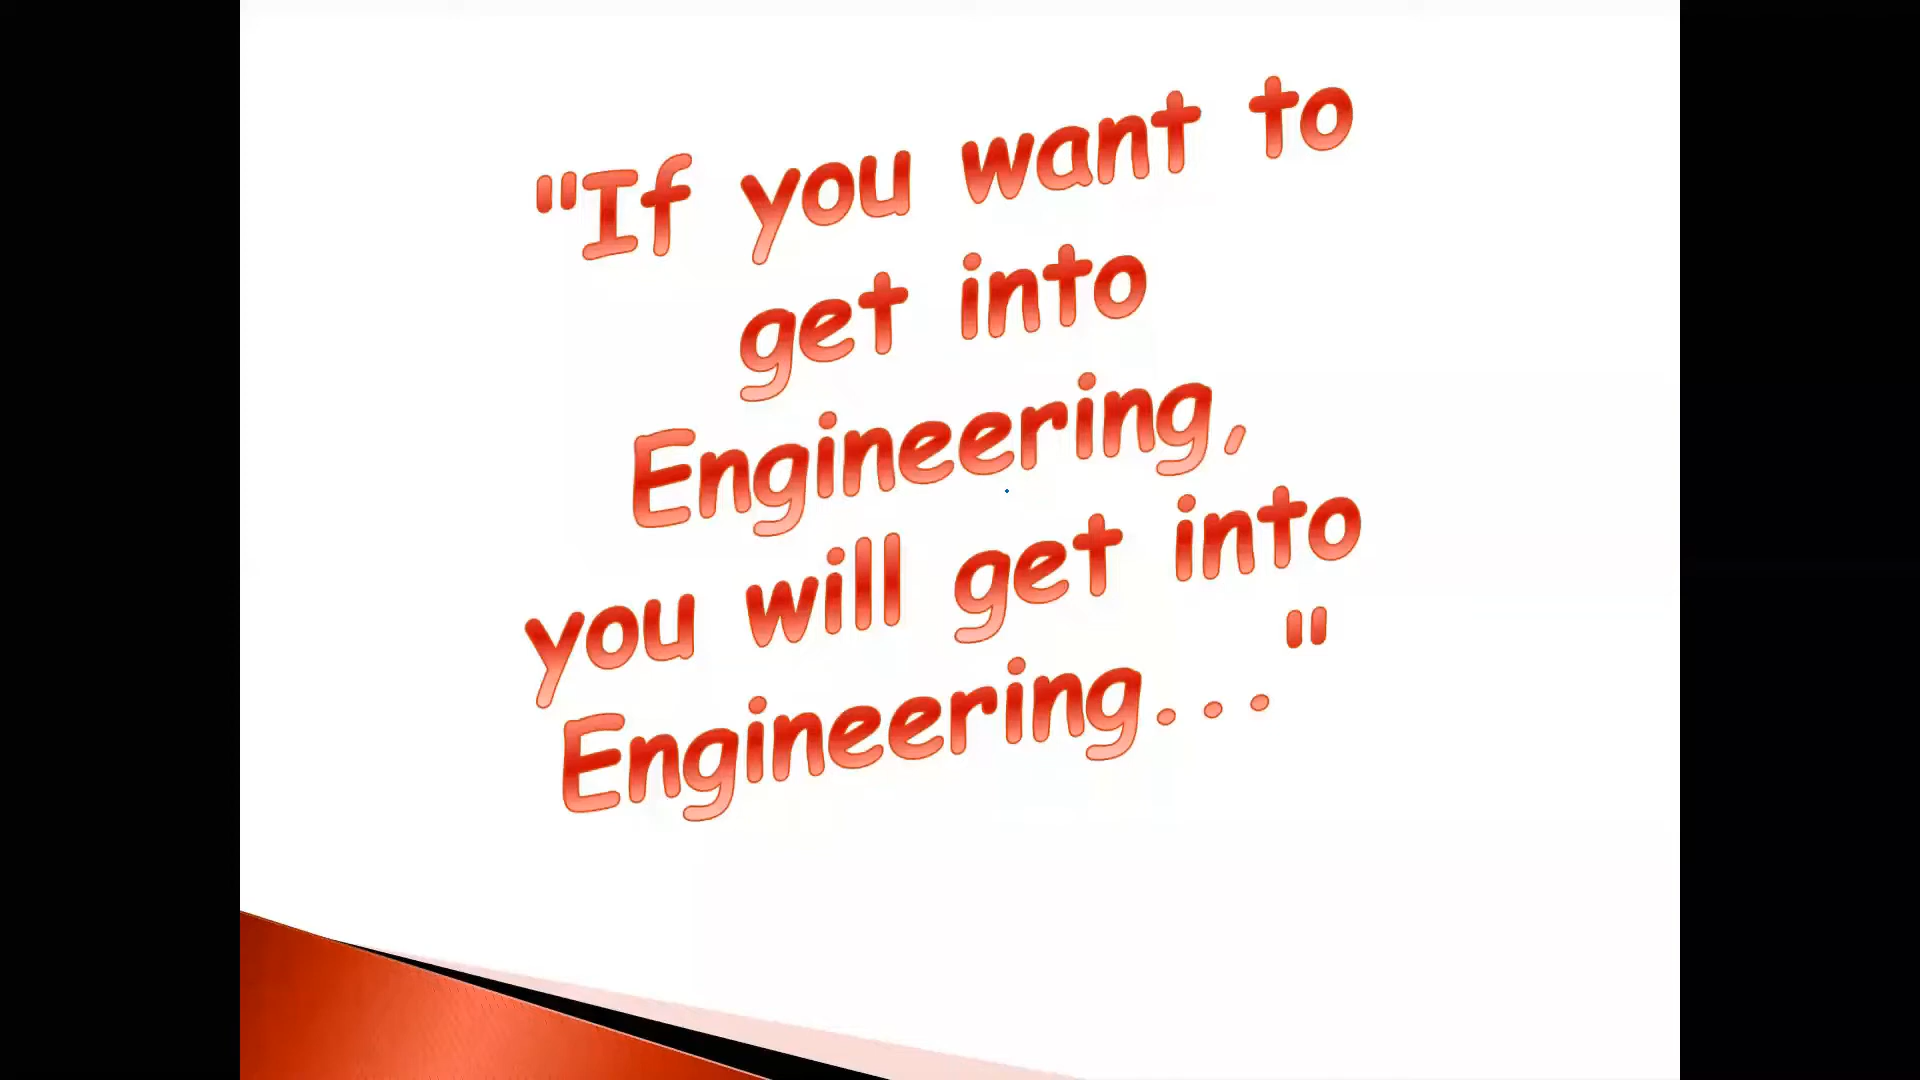 "If you want to
get into
Engineering,
you will get into
Engineering..."